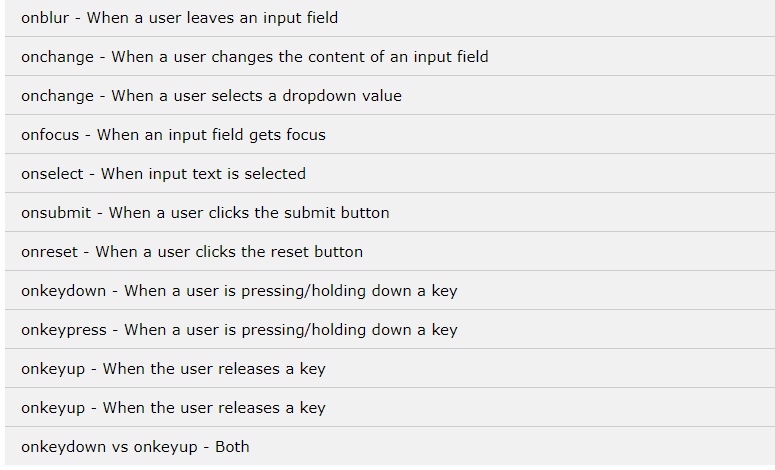 onblur - When a user leaves an input field
onchange - When a user changes the content of an input field
onchange - When a user selects a dropdown value
onfocus - When an input field gets focus
onselect - When input text is selected
onsubmit - When a user clicks the submit button
onreset - When a user clicks the reset button
onkeydown - When a user is pressing/holding down a key
onkeypress - When a user is pressing/holding down a key
onkeyup - When the user releases a key
onkeyup - When the user releases a key
onkeydown vs onkeyup - Both